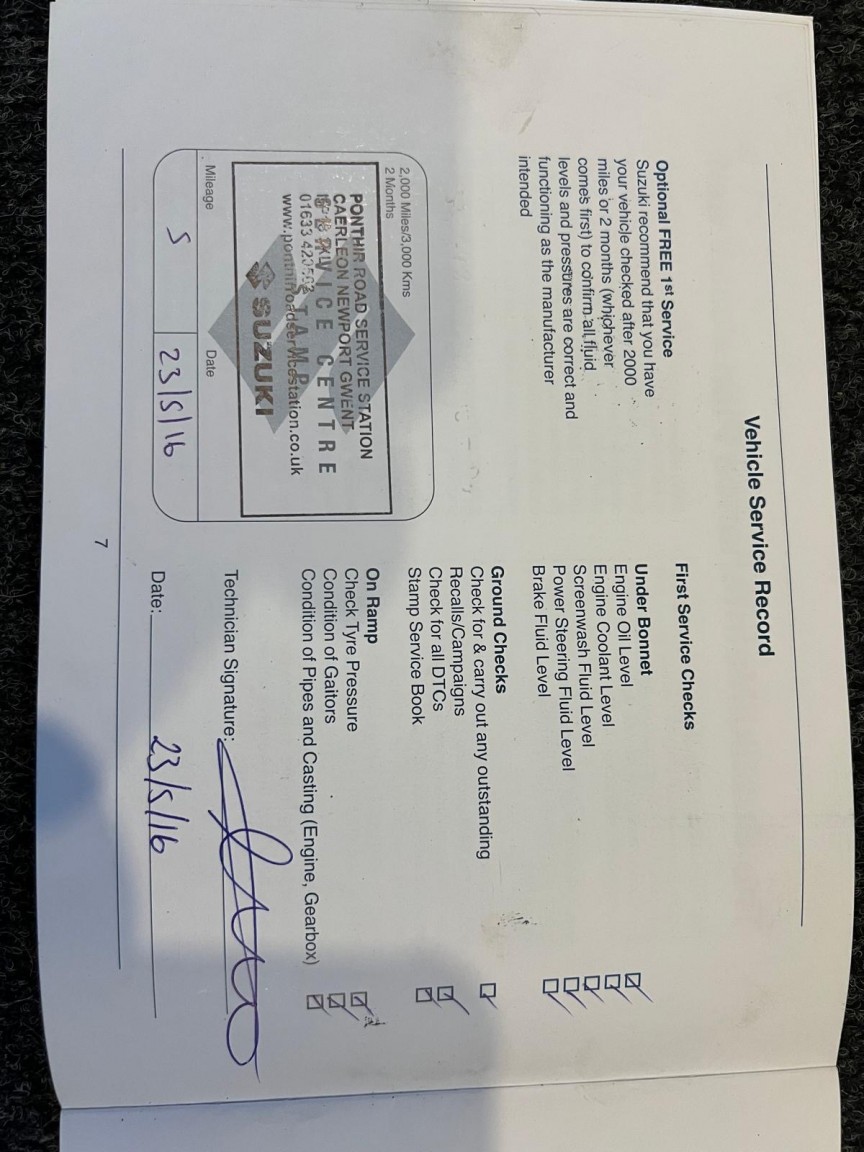 Vehicle Service Record
Optional FREE 1st Service
Suzuki recommend that you have
your vehicle checked after 2000
miles or 2 months (whichever
comes first) to confirm all fluid
levels and pressures are correct and
functioning as the manufacturer
intended
2,000 Miles/3,000 Kms
2 Months
PONTHIR ROAD SERVICE STATION
CAERLEON NEWPORT GWENT
SERVICE CENTRE
01633
STAMP
www.ponthirroadservicestation.co.uk
SUZUKI
Mileage
Date
5
23/5/16
First Service Checks
Under Bonnet
Engine Oil Level
Engine Coolant Level
Screenwash Fluid Level
Power Steering Fluid Level
Brake Fluid Level
Ground Checks
Check for & carry out any outstanding
Recalls/Campaigns
Check for all DTCs
Stamp Service Book
On Ramp
Check Tyre Pressure
Condition of Gaitors
Condition of Pipes and Casting (Engine, Gearbox)
Technician Signature:
Date: 23/5/16
7